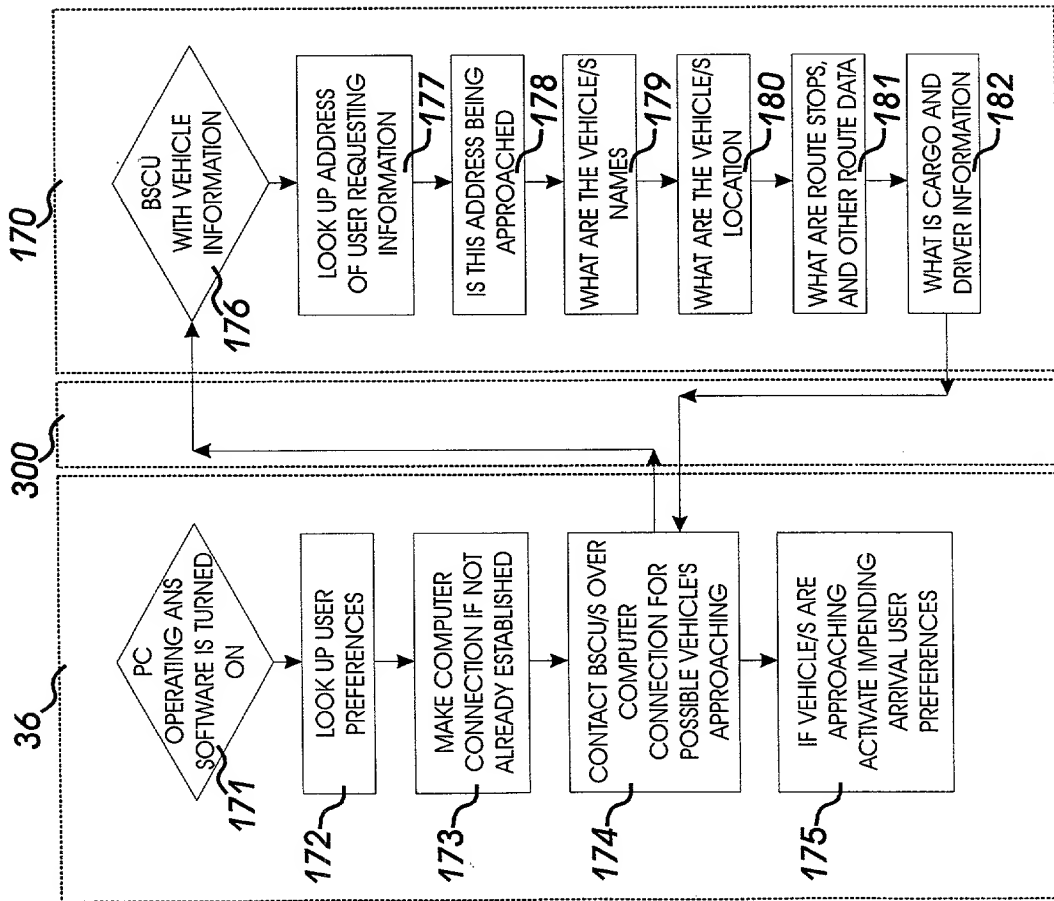 36
300
170
PC
OPERATING ANS
SOFTWARE IS TURNED
ON
171
LOOK UP USER
PREFERENCES
172
MAKE COMPUTER
CONNECTION IF NOT
ALREADY ESTABLISHED
173
CONTACT BSCU/S OVER
COMPUTER
CONNECTION FOR
POSSIBLE VEHICLE'S
APPROACHING
174
IF VEHICLE/S ARE
APPROACHING
ACTIVATE IMPENDING
ARRIVAL USER
PREFERENCES
175
BSCU
WITH VEHICLE
INFORMATION
176
LOOK UP ADDRESS
OF USER REQUESTING
INFORMATION
177
IS THIS ADDRESS BEING
APPROACHED
178
WHAT ARE THE VEHICLE/S
NAMES
179
WHAT ARE THE VEHICLE/S
LOCATION
180
WHAT ARE ROUTE STOPS,
AND OTHER ROUTE DATA
181
WHAT IS CARGO AND
DRIVER INFORMATION
182